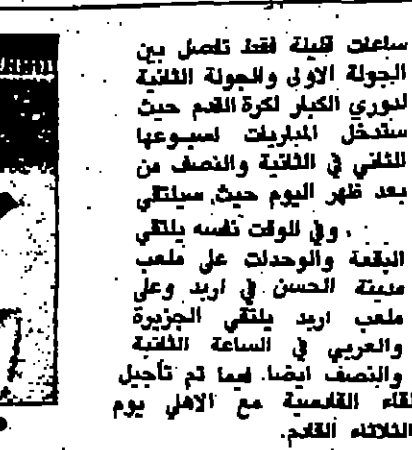 ساعات قليلة فقط تفصل بين
الجولة الاولى والجولة الثانية
لدوري الكبار لكرة القدم حيث
ستدخل المباريات اسبوعها
الثاني في الثانية والنصف من
بعد ظهر اليوم حيث سيلتقي
. وفي الوقت نفسه يلتقي
البقعة والوحدات على ملعب
مدينة الحسن في اربد وعلى
ملعب اربد يلتقي الجزيرة
والعربي في الساعة الثانية
والنصف ايضا. فيما تم تأجيل
لقاء القادسية مع الاهلي يوم
الثلاثاء القادم.